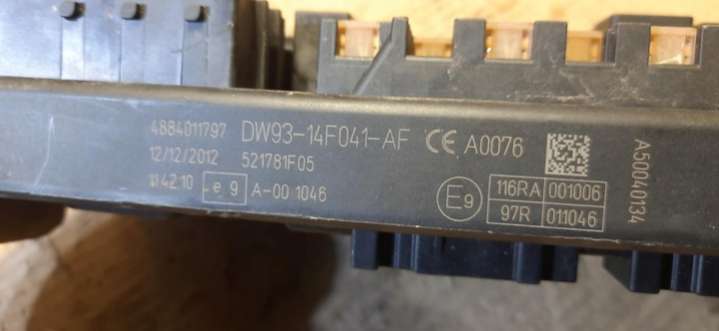 4884011797 DW93-14F041-AF CE A0076
12/12/2012 521781F05
114210 e 9 A-00 1046
E9
116RA 001006
97R 011046
A50040134